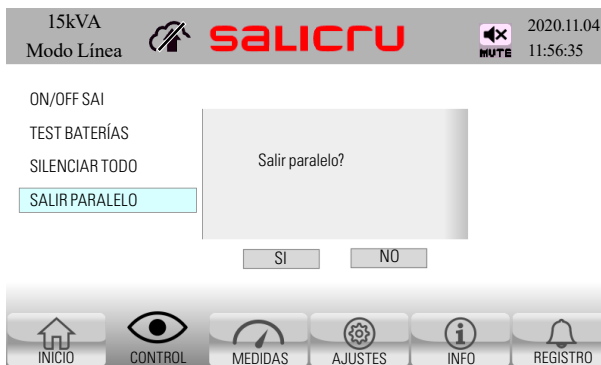 15kVA
Modo Línea
SALICRU
MUTE
2020.11.04
11:56:35
ON/OFF SAI
TEST BATERÍAS
SILENCIAR TODO
SALIR PARALELO
Salir paralelo?
SI
NO
INICIO
CONTROL
MEDIDAS
AJUSTES
INFO
REGISTRO